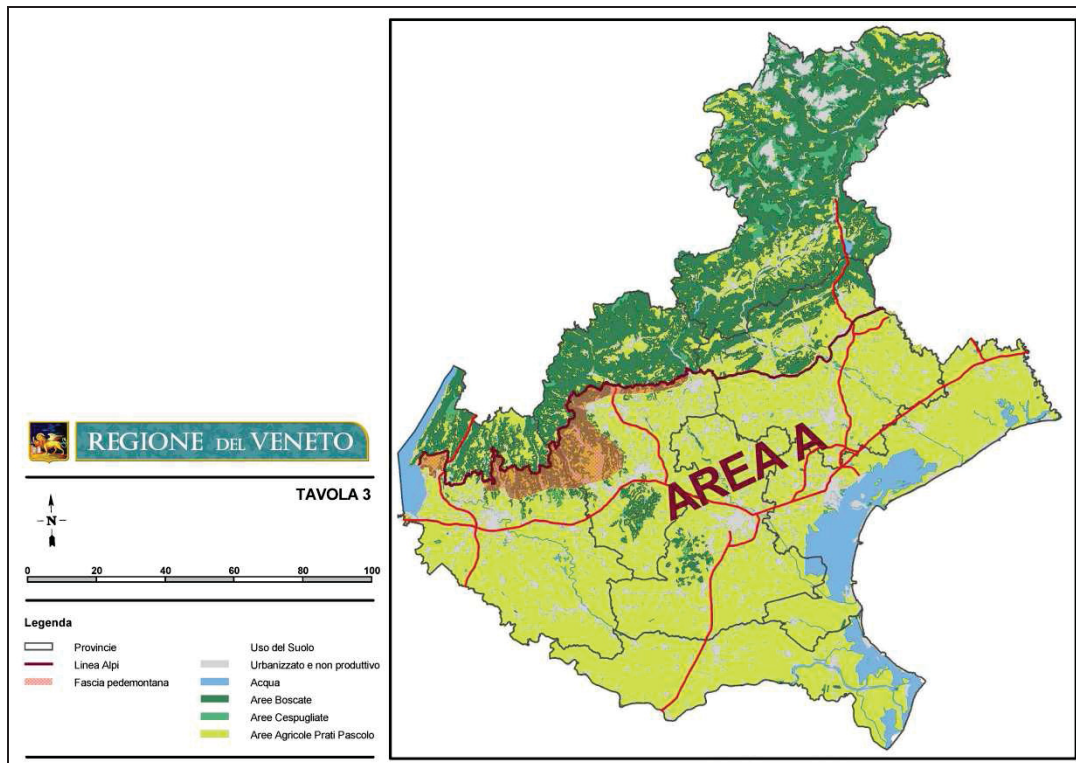 REGIONE DEL VENETO
TAVOLA 3
N
0 20 40 60 80 100
Legenda
Provincie
Linea Alpi
Fascia pedemontana
Uso del Suolo
Urbanizzato e non produttivo
Acqua
Aree Boscate
Aree Cespugliate
Aree Agricole Prati Pascolo
AREA A